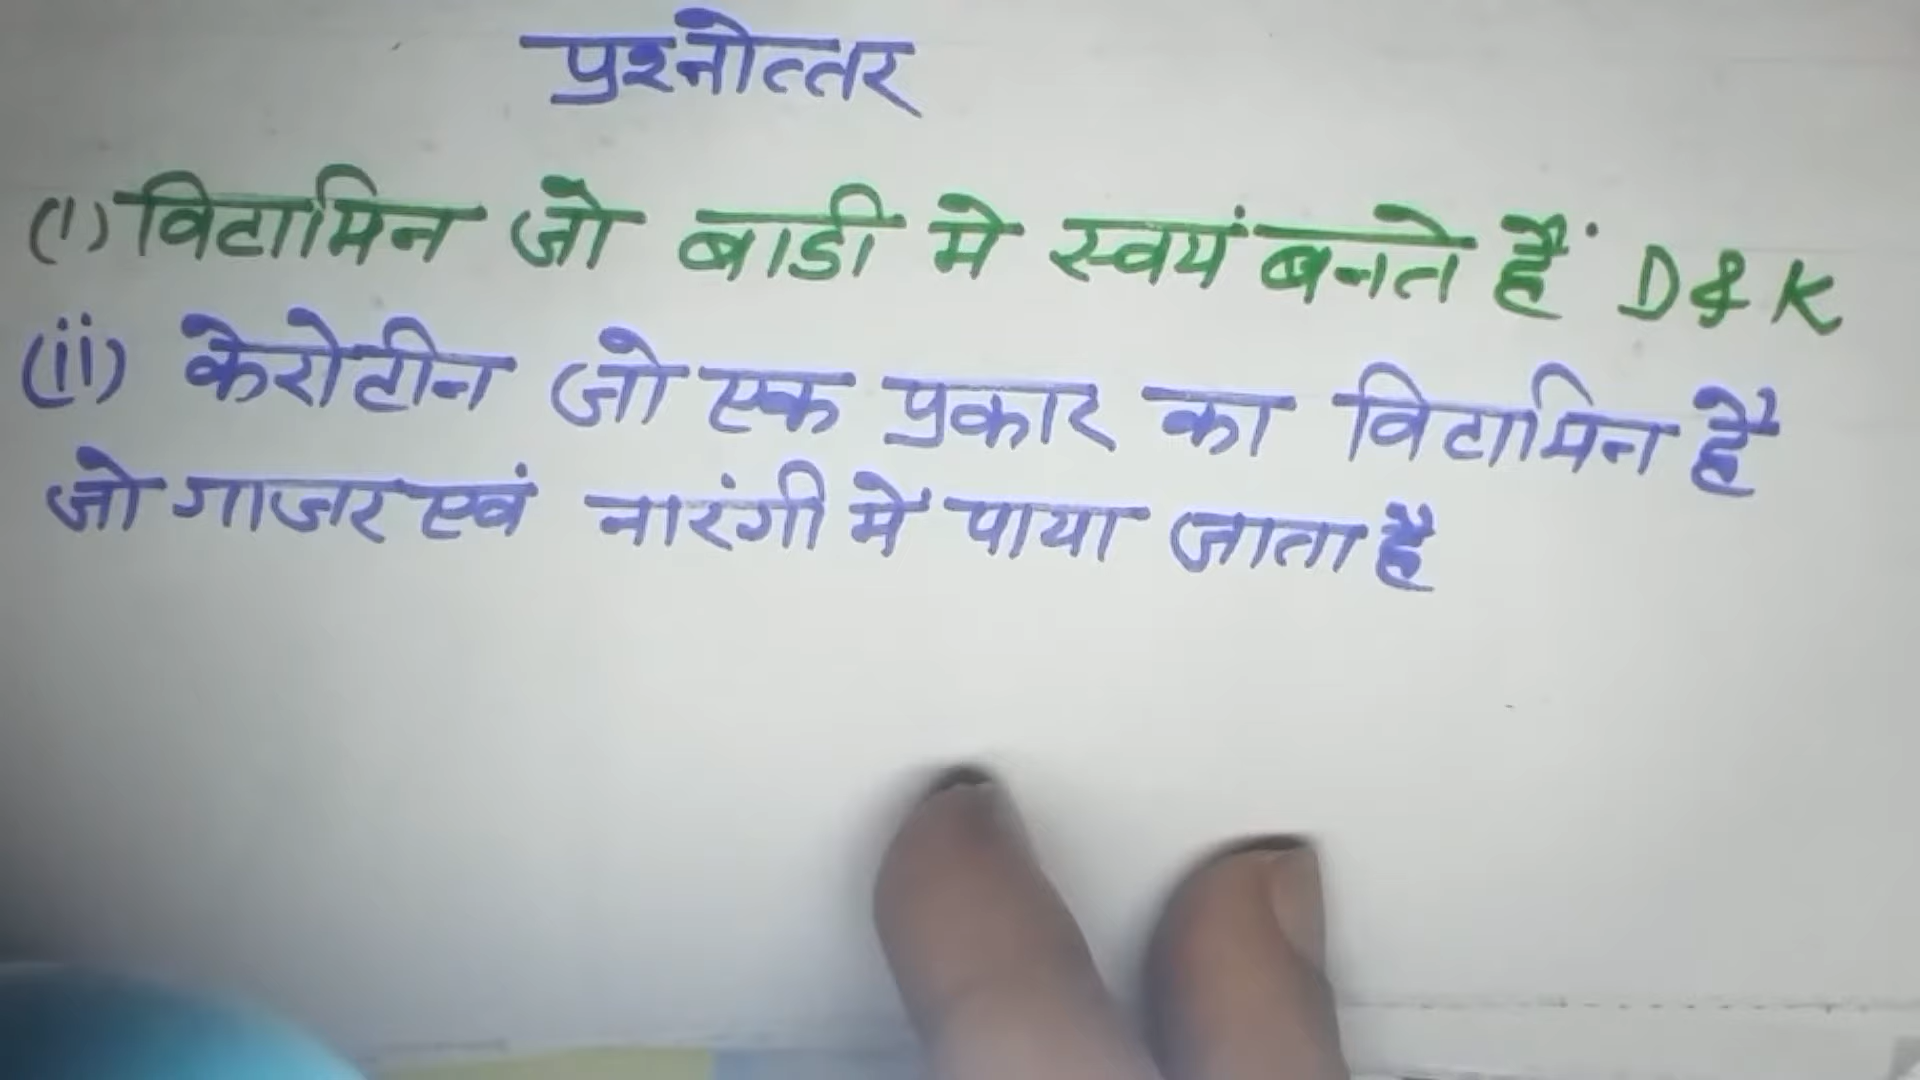 प्रश्नोत्तर
(i) विटामिन जो बाडी मे स्वयं बनते हैं D & K
(ii) केरोटीन जो एक प्रकार का विटामिन है
जो गाजर एवं नारंगी मे पाया जाता है